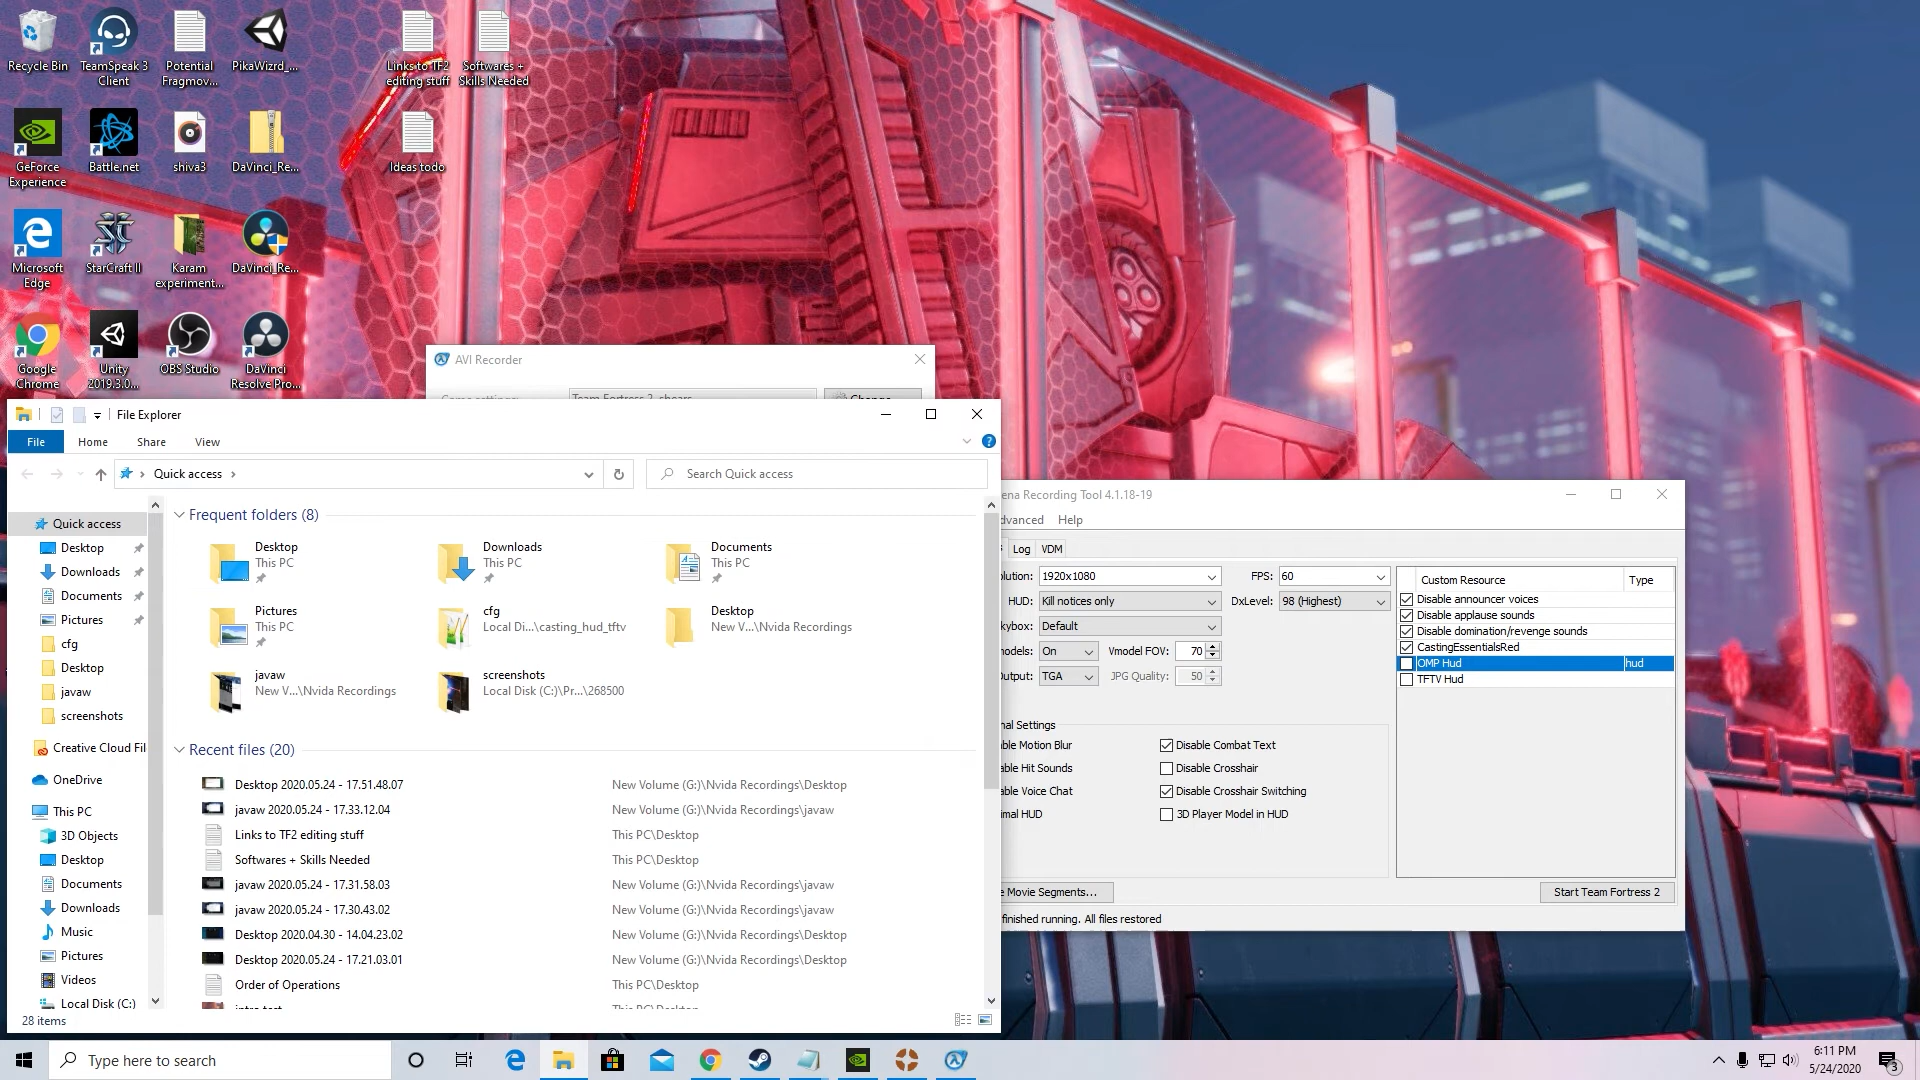 Recycle Bin
TeamSpeak 3
Client
Potential
Fragmov...
PikaWizrd_...
Links to TF2
editing stuff
Softwares +
Skills Needed
GeForce
Experience
Battle.net
shiva3
DaVinci_Re...
Ideas todo
Microsoft
Edge
StarCraft II
Karam
experiment...
DaVinci_Re...
Google
Chrome
Unity
2019.3.0...
OBS Studio
DaVinci
Resolve Pro...
AVI Recorder
Team Fortress 2, shears
Change...
File Explorer
File
Home
Share
View
Quick access
Search Quick access
Quick access
Desktop
Downloads
Documents
Pictures
cfg
Desktop
javaw
screenshots
Creative Cloud Fil
OneDrive
This PC
3D Objects
Desktop
Documents
Downloads
Music
Pictures
Videos
Local Disk (C:)
28 items
Frequent folders (8)
Desktop
This PC
Downloads
This PC
Documents
This PC
Pictures
This PC
cfg
Local Di...\casting_hud_tftv
Desktop
New V...\Nvida Recordings
javaw
New V...\Nvida Recordings
screenshots
Local Disk (C:)\Pr...\268500
Recent files (20)
Desktop 2020.05.24 - 17.51.48.07 New Volume (G:)\Nvida Recordings\Desktop
javaw 2020.05.24 - 17.33.12.04 New Volume (G:)\Nvida Recordings\javaw
Links to TF2 editing stuff This PC\Desktop
Softwares + Skills Needed This PC\Desktop
javaw 2020.05.24 - 17.31.58.03 New Volume (G:)\Nvida Recordings\javaw
javaw 2020.05.24 - 17.30.43.02 New Volume (G:)\Nvida Recordings\javaw
Desktop 2020.04.30 - 14.04.23.02 New Volume (G:)\Nvida Recordings\Desktop
Desktop 2020.05.24 - 17.21.03.01 New Volume (G:)\Nvida Recordings\Desktop
Order of Operations This PC\Desktop
ena Recording Tool 4.1.18-19
dvanced Help
Log VDM
olution: 1920x1080 FPS: 60
HUD: Kill notices only DxLevel: 98 (Highest)
kybox: Default
nodels: On Vmodel FOV: 70
Output: TGA JPG Quality: 50
nal Settings
ble Motion Blur Disable Combat Text
able Hit Sounds Disable Crosshair
able Voice Chat Disable Crosshair Switching
imal HUD 3D Player Model in HUD
Custom Resource Type
Disable announcer voices
Disable applause sounds
Disable domination/revenge sounds
CastingEssentialsRed
OMP Hud hud
TFTV Hud
e Movie Segments... Start Team Fortress 2
finished running. All files restored
Type here to search
6:11 PM
5/24/2020
3